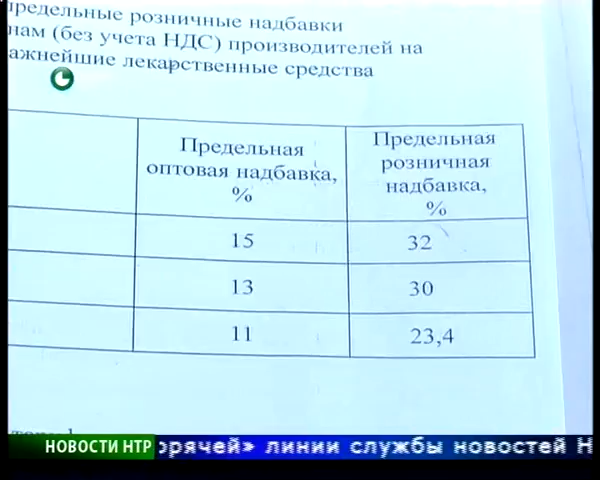 предельные розничные надбавки
нам (без учета НДС) производителей на
ажнейшие лекарственные средства
Предельная
оптовая надбавка,
%
Предельная
розничная
надбавка,
%
15
32
13
30
11
23,4
НОВОСТИ НТР
орячей» линии службы новостей Н